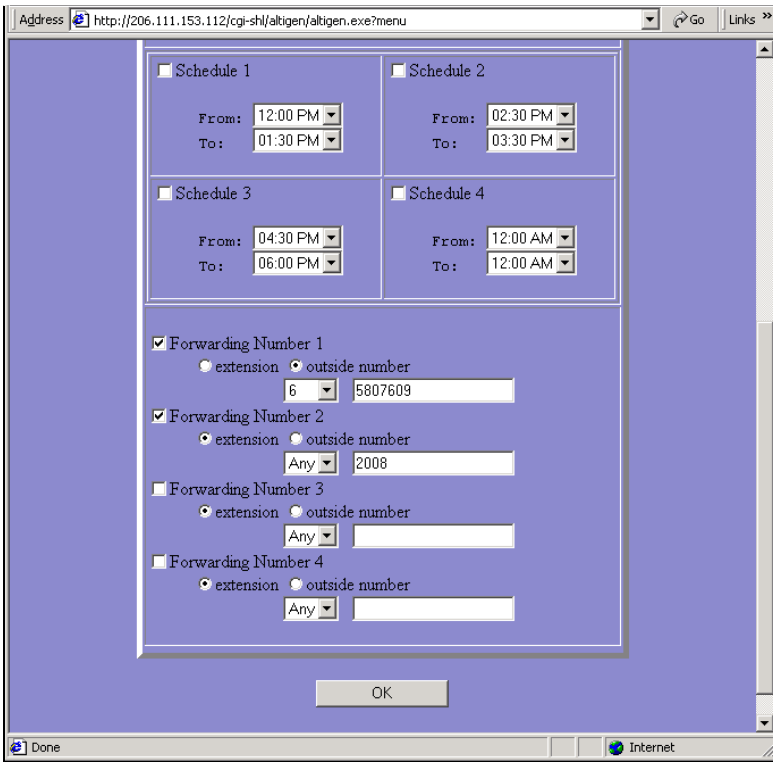 Address http://206.111.153.112/cgi-shl/altigen/altigen.exe?menu Go Links »
Schedule 1 Schedule 2
From: 12:00 PM From: 02:30 PM
To: 01:30 PM To: 03:30 PM
Schedule 3 Schedule 4
From: 04:30 PM From: 12:00 AM
To: 06:00 PM To: 12:00 AM
Forwarding Number 1
extension outside number
6 5807609
Forwarding Number 2
extension outside number
Any 2008
Forwarding Number 3
extension outside number
Any
Forwarding Number 4
extension outside number
Any
OK
Done Internet